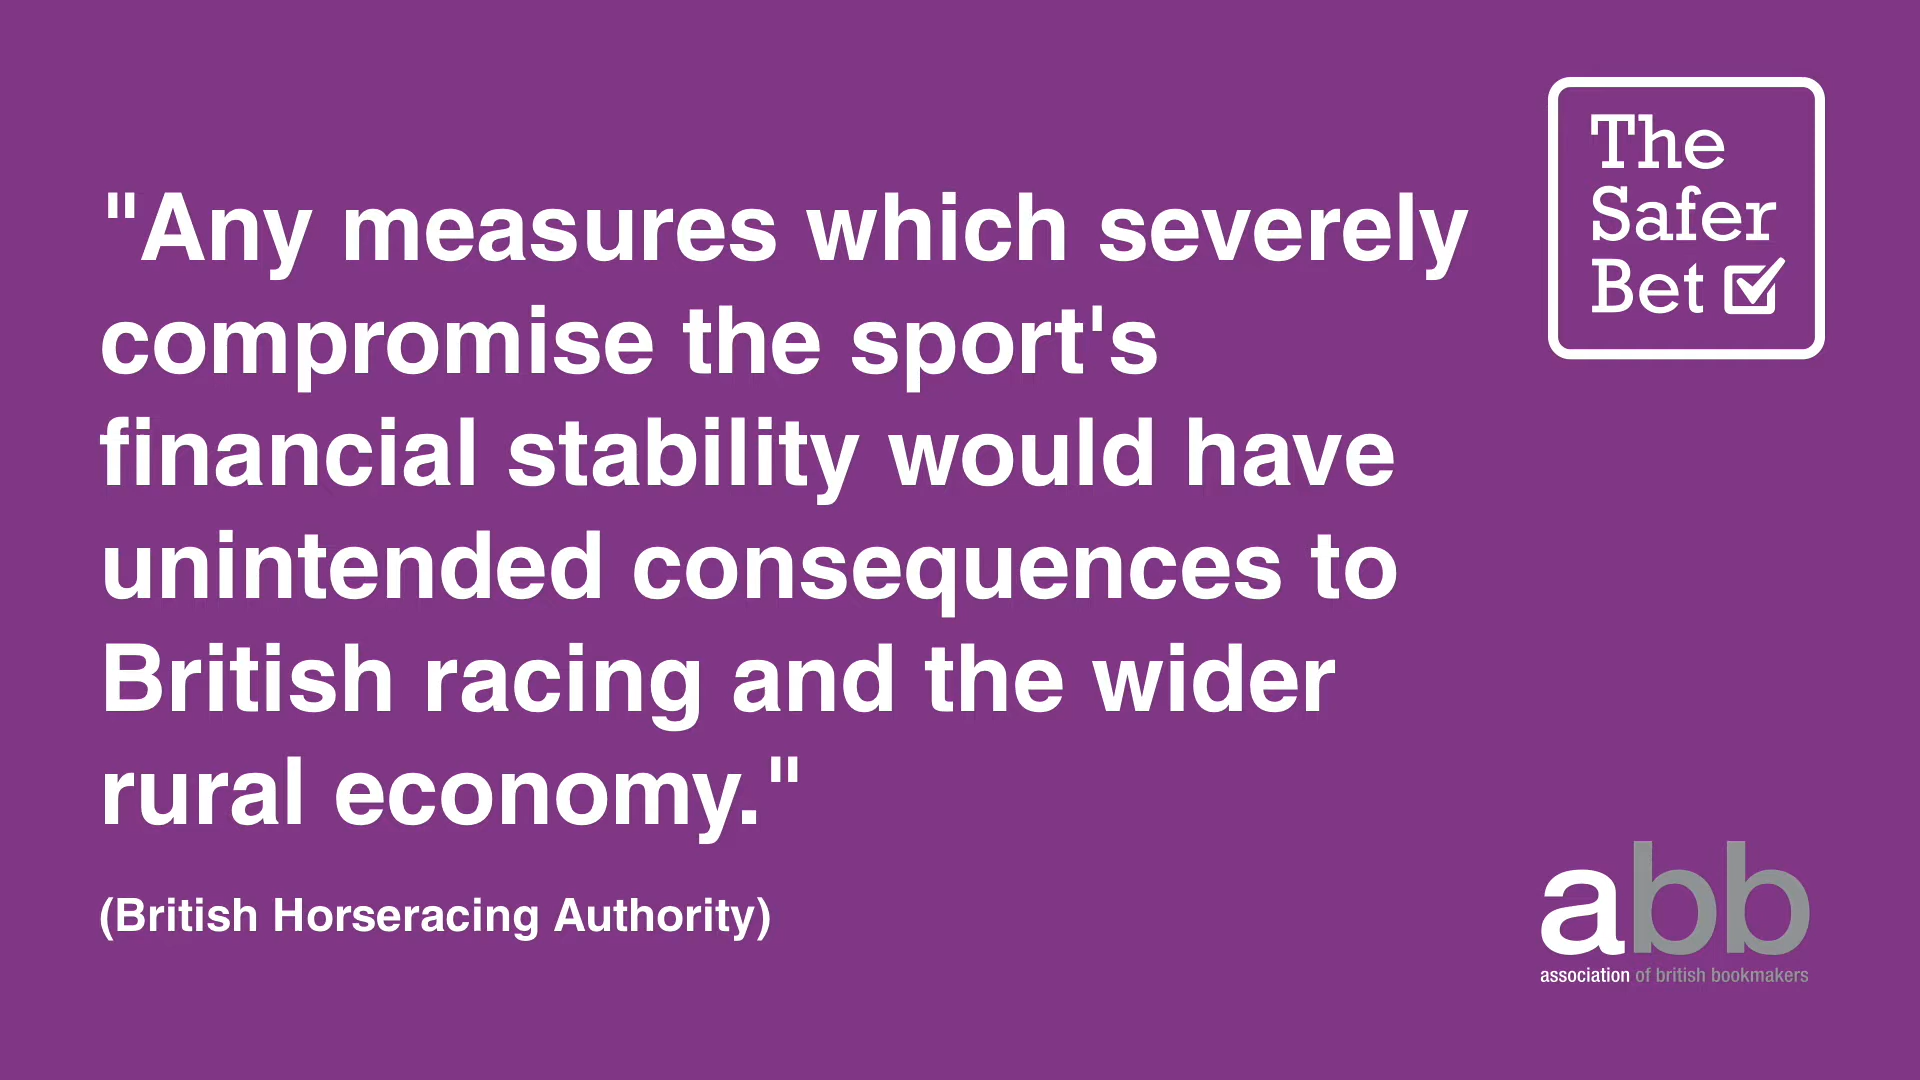 "Any measures which severely
compromise the sport's
financial stability would have
unintended consequences to
British racing and the wider
rural economy."
(British Horseracing Authority)
The
Safer
Bet
abb
association of british bookmakers